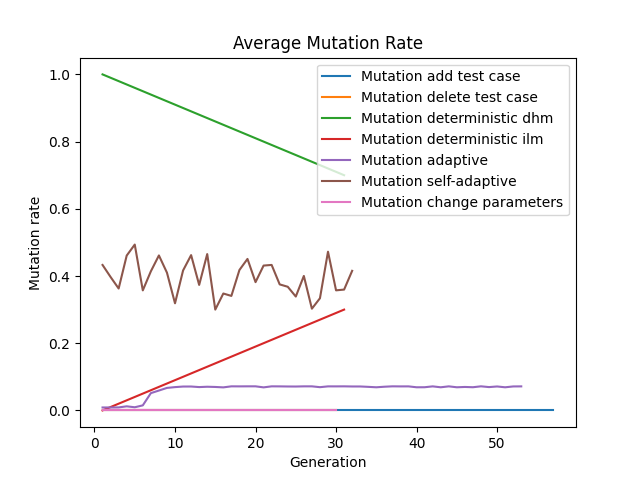 Average Mutation Rate
Mutation add test case
Mutation delete test case
Mutation deterministic dhm
Mutation deterministic ilm
Mutation adaptive
Mutation self-adaptive
Mutation change parameters
Mutation rate
1.0
0.8
0.6
0.4
0.2
0.0
0 10 20 30 40 50
Generation